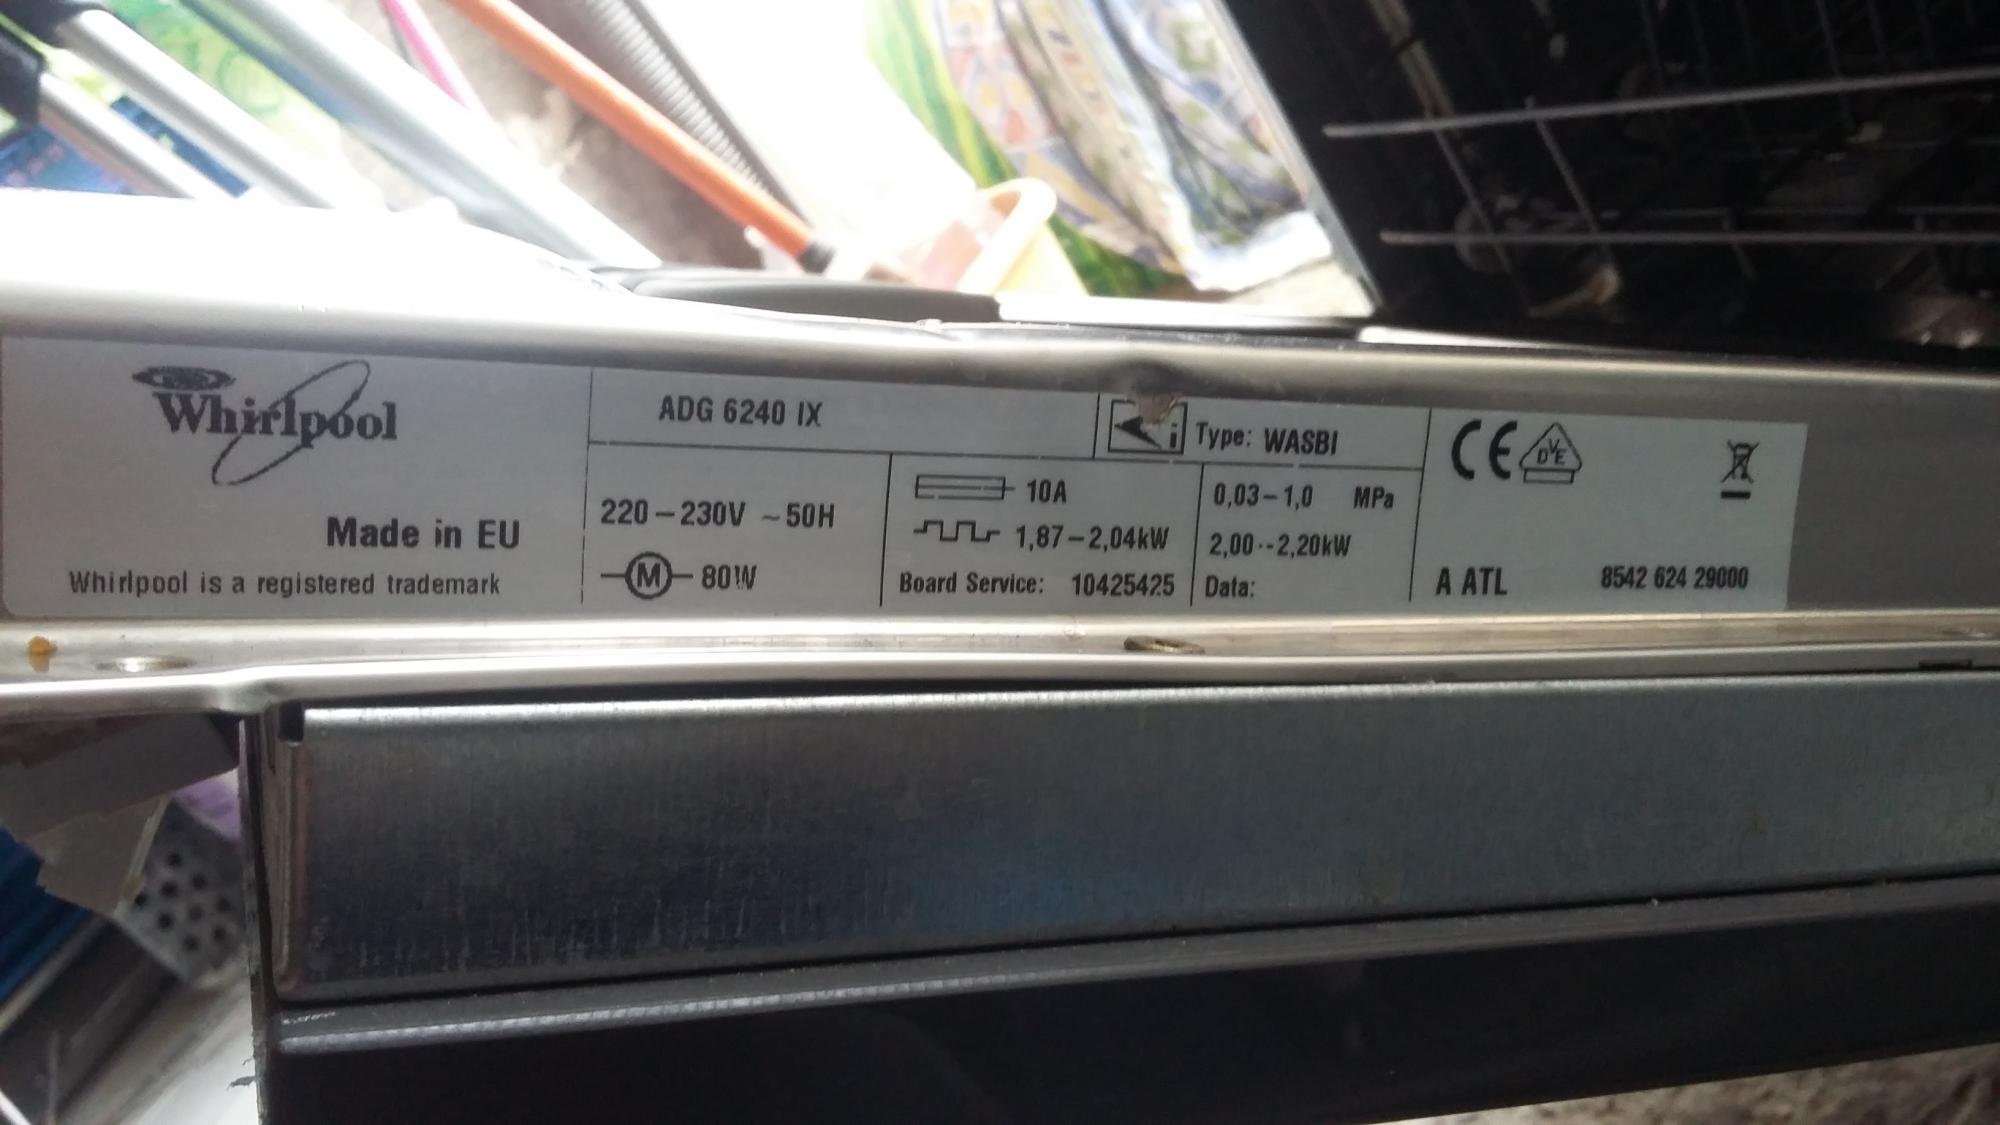 Whirlpool
Made in EU
Whirlpool is a registered trademark
ADG 6240 IX
i Type: WASBI
220-230V ~50H
M 80W
10A
1,87-2,04kW
Board Service: 10425425
0,03-1,0 MPa
2,00--2,20kW
Data:
CE DVE
A ATL 8542 624 29000